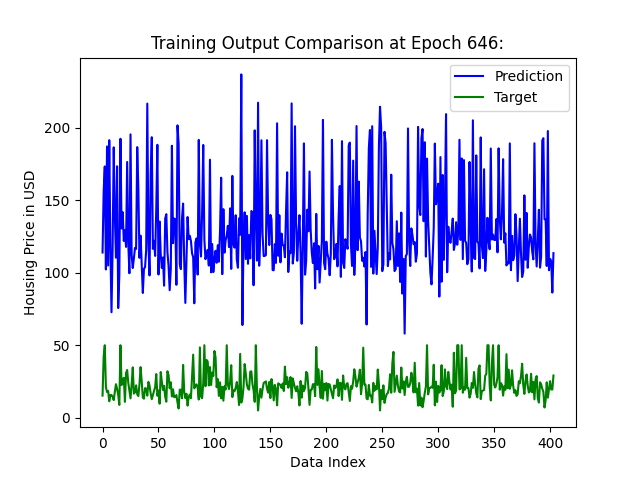 Training Output Comparison at Epoch 646:
Prediction
Target
Housing Price in USD
200
150
100
50
0
0 50 100 150 200 250 300 350 400
Data Index